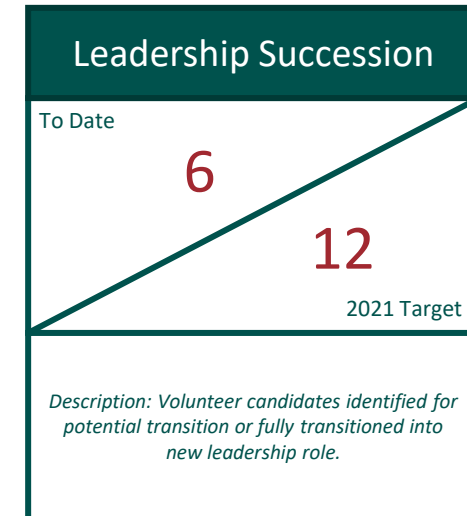 Leadership Succession
To Date
6
12
2021 Target
Description: Volunteer candidates identified for
potential transition or fully transitioned into
new leadership role.